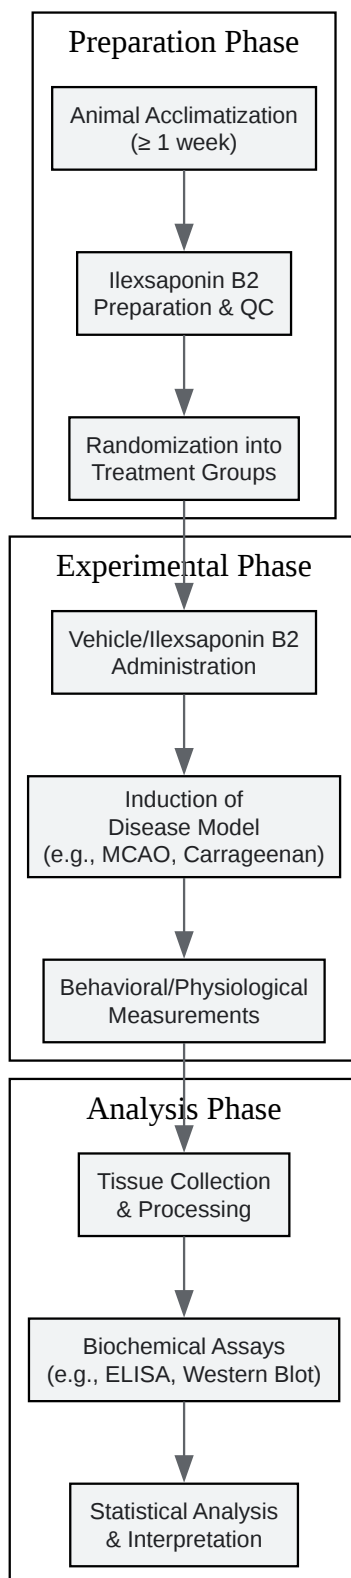 Preparation Phase
Animal Acclimatization
(≥ 1 week)
Ilexsaponin B2
Preparation & QC
Randomization into
Treatment Groups
Experimental Phase
Vehicle/Ilexsaponin B2
Administration
Induction of
Disease Model
(e.g., MCAO, Carrageenan)
Behavioral/Physiological
Measurements
Analysis Phase
Tissue Collection
& Processing
Biochemical Assays
(e.g., ELISA, Western Blot)
Statistical Analysis
& Interpretation